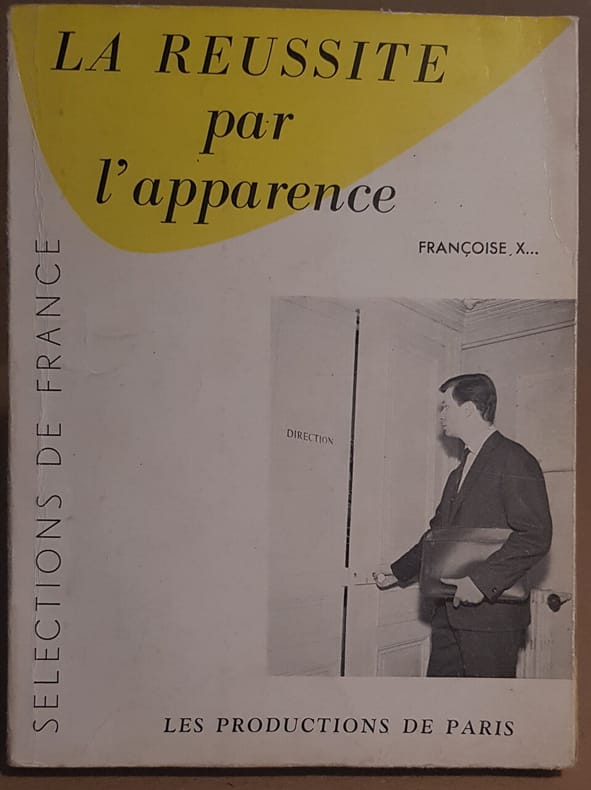 LA REUSSITE
par
l'apparence
FRANÇOISE, X...
SELECTIONS DE FRANCE
DIRECTION
LES PRODUCTIONS DE PARIS